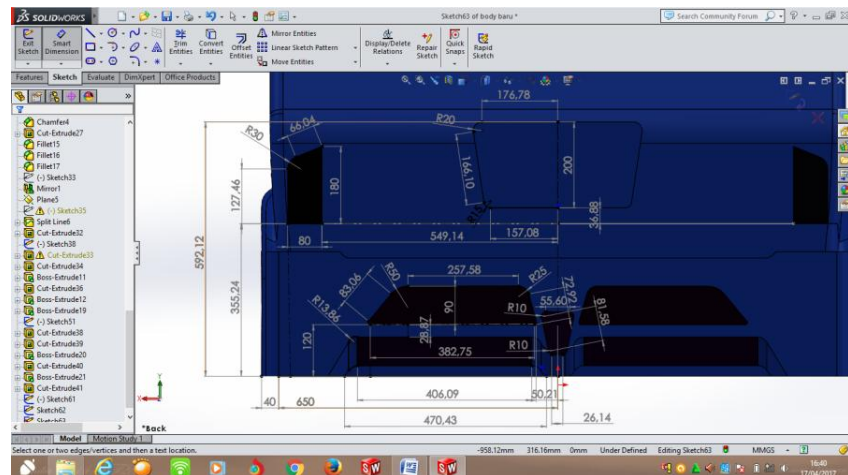 SOLIDWORKS
Sketch63 of body baru *
Search Community Forum
Exit Sketch
Smart Dimension
Trim Entities
Convert Entities
Offset Entities
Mirror Entities
Linear Sketch Pattern
Move Entities
Display/Delete Relations
Repair Sketch
Quick Snaps
Rapid Sketch
Features Sketch Evaluate DimXpert Office Products
Chamfer4
Cut-Extrude27
Fillet15
Fillet16
Fillet17
(-) Sketch33
Mirror1
Plane5
(-) Sketch35
Split Line6
Cut-Extrude32
(-) Sketch38
Cut-Extrude33
Cut-Extrude34
Boss-Extrude11
Cut-Extrude36
Boss-Extrude12
Boss-Extrude19
(-) Sketch51
Cut-Extrude38
Cut-Extrude39
Boss-Extrude20
Cut-Extrude40
Boss-Extrude21
Cut-Extrude41
(-) Sketch61
Sketch62
Sketch63
176,78
R20
66,04
R30
166,10
200
180
127,46
36,88
80
549,14
157,08
592,12
355,24
257,58
R50
R25
83,06
72,92
90
R10
55,60
81,58
R13,86
28,87
120
382,75
R10
40
650
406,09
50,21
470,43
26,14
*Back
Model Motion Study 1
Select one or two edges/vertices and then a text location.
-958.12mm 316.16mm 0mm Under Defined Editing Sketch63 MMGS
16:40
17/04/2017